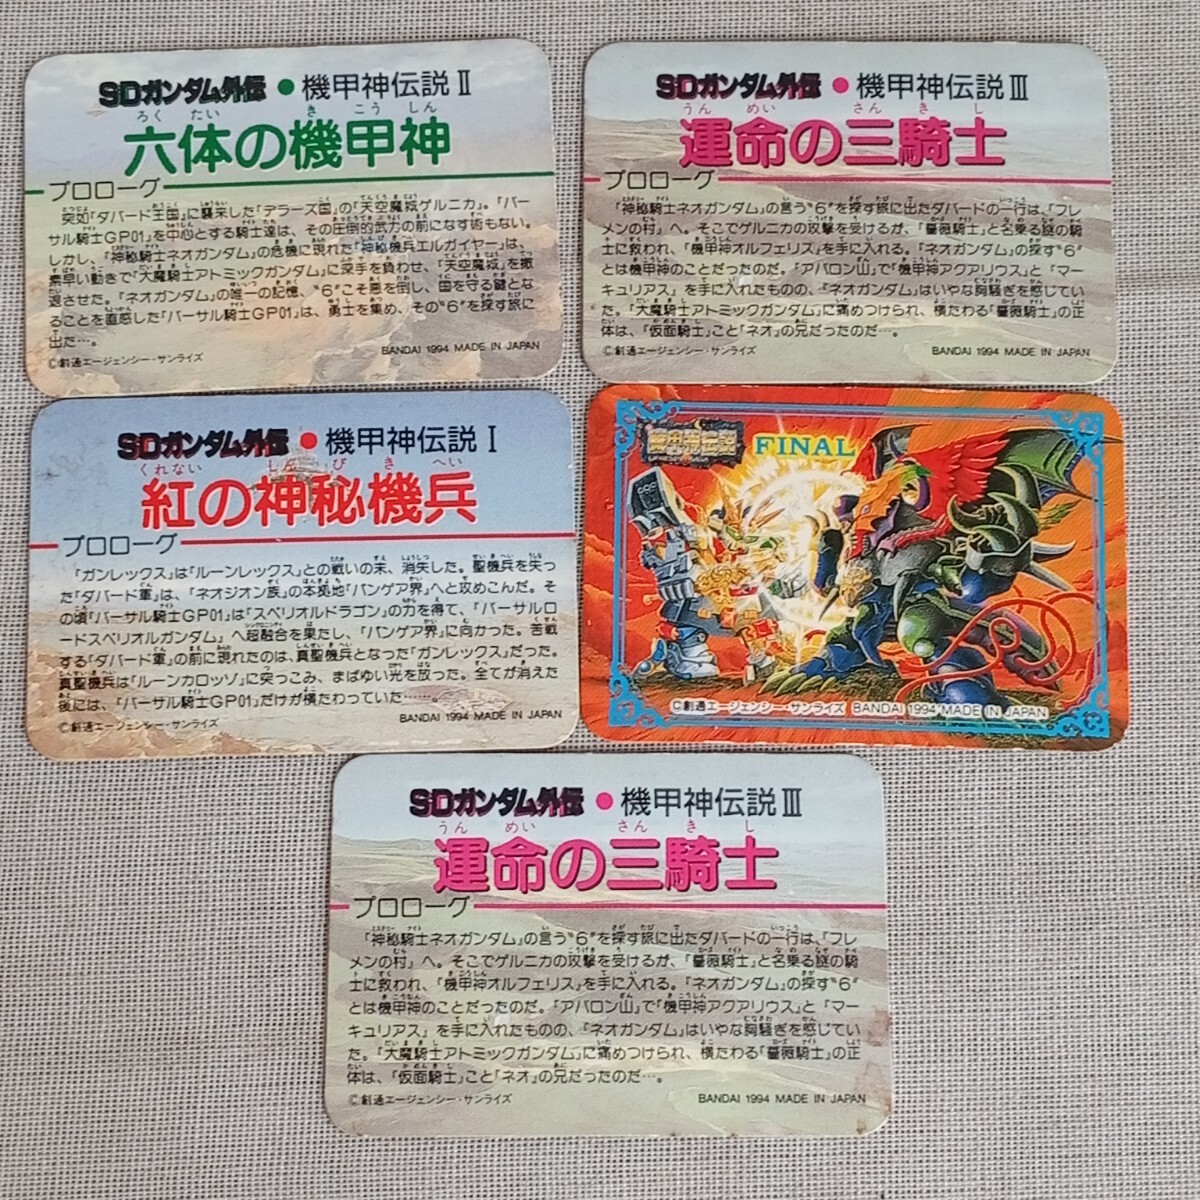 SDガンダム外伝 ● 機甲神伝説 II
ろく たい き こう しん
六体の機甲神
プロローグ
突如「ダバード王国」に襲来した「テラーズ国」の「天空魔城ゲルニカ」。「バー
サル騎士GP01」を中心とする騎士達は、その圧倒的武力の前になす術もない。
しかし、「神秘騎士ネオガンダム」の危機に現れた「神秘機兵エルガイヤー」は、
素早い動きで「大魔騎士アトミックガンダム」に深手を負わせ、「天空魔城」を撤
退させた。「ネオガンダム」の唯一の記憶、“6”こそ悪を倒し、国を守る鍵とな
ることを直感した「バーサル騎士GP01」は、勇士を集め、その“6”を探す旅に
出た…。
©創通エージェンシー・サンライズ BANDAI 1994 MADE IN JAPAN
SDガンダム外伝 ● 機甲神伝説 III
うん めい さん き し
運命の三騎士
プロローグ
「神秘騎士ネオガンダム」の言う“6”を探す旅に出たダバードの一行は、「フレ
メンの村」へ。そこでゲルニカの攻撃を受けるが、「薔薇騎士」と名乗る謎の騎
士に救われ、「機甲神オルフェリス」を手に入れる。「ネオガンダム」の探す“6”
とは機甲神のことだったのだ。「アバロン山」で「機甲神アクアリウス」と「マー
キュリアス」を手に入れたものの、「ネオガンダム」はいやな胸騒ぎを感じてい
た。「大魔騎士アトミックガンダム」に痛めつけられ、横たわる「薔薇騎士」の正
体は、「仮面騎士」こと「ネオ」の兄だったのだ…。
©創通エージェンシー・サンライズ BANDAI 1994 MADE IN JAPAN
SDガンダム外伝 ● 機甲神伝説 I
くれない しん ぴ き へい
紅の神秘機兵
プロローグ
「ガンレックス」は「ルーンレックス」との戦いの末、消失した。聖機兵を失っ
た「ダバード軍」は、「ネオジオン族」の本拠地「パンゲア界」へと攻めこんだ。そ
の頃「バーサル騎士GP01」は「スペリオルドラゴン」の力を得て、「バーサルロ
ードスペリオルガンダム」へ超融合を果たし、「パンゲア界」に向かった。苦戦
する「ダバード軍」の前に現れたのは、真聖機兵となった「ガンレックス」だった。
真聖機兵は「ルーンカロッゾ」に突っこみ、まばゆい光を放った。全てが消えた
後には、「バーサル騎士GP01」だけが横たわっていた……
©創通エージェンシー・サンライズ BANDAI 1994 MADE IN JAPAN
機甲神伝説 FINAL
©創通エージェンシー・サンライズ BANDAI 1994 MADE IN JAPAN
SDガンダム外伝 ● 機甲神伝説 III
うん めい さん き し
運命の三騎士
プロローグ
「神秘騎士ネオガンダム」の言う“6”を探す旅に出たダバードの一行は、「フレ
メンの村」へ。そこでゲルニカの攻撃を受けるが、「薔薇騎士」と名乗る謎の騎
士に救われ、「機甲神オルフェリス」を手に入れる。「ネオガンダム」の探す“6”
とは機甲神のことだったのだ。「アバロン山」で「機甲神アクアリウス」と「マー
キュリアス」を手に入れたものの、「ネオガンダム」はいやな胸騒ぎを感じてい
た。「大魔騎士アトミックガンダム」に痛めつけられ、横たわる「薔薇騎士」の正
体は、「仮面騎士」こと「ネオ」の兄だったのだ…。
©創通エージェンシー・サンライズ BANDAI 1994 MADE IN JAPAN